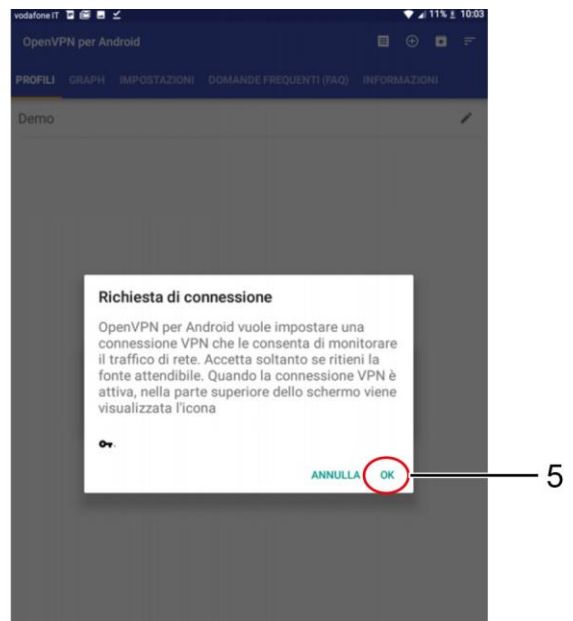 vodafone IT 11% 10:03
OpenVPN per Android
PROFILI GRAPH IMPOSTAZIONI DOMANDE FREQUENTI (FAQ) INFORMAZIONI
Demo
Richiesta di connessione
OpenVPN per Android vuole impostare una
connessione VPN che le consenta di monitorare
il traffico di rete. Accetta soltanto se ritieni la
fonte attendibile. Quando la connessione VPN è
attiva, nella parte superiore dello schermo viene
visualizzata l'icona
.
ANNULLA OK
5